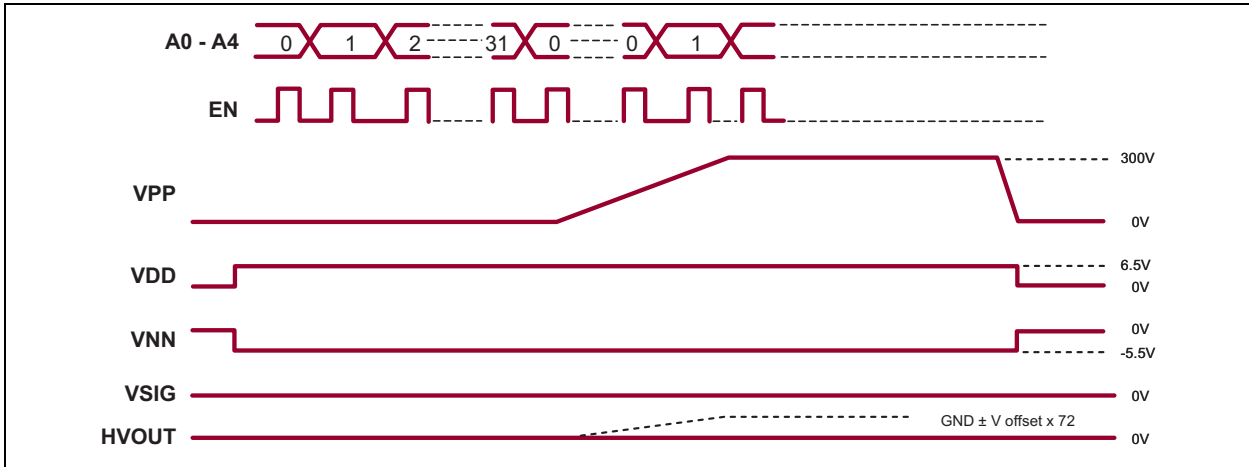 A0 - A4 0 1 2 31 0 0 1
EN
VPP 300V
0V
VDD 6.5V
0V
VNN 0V
-5.5V
VSIG 0V
HVOUT GND ± V offset x 72 0V